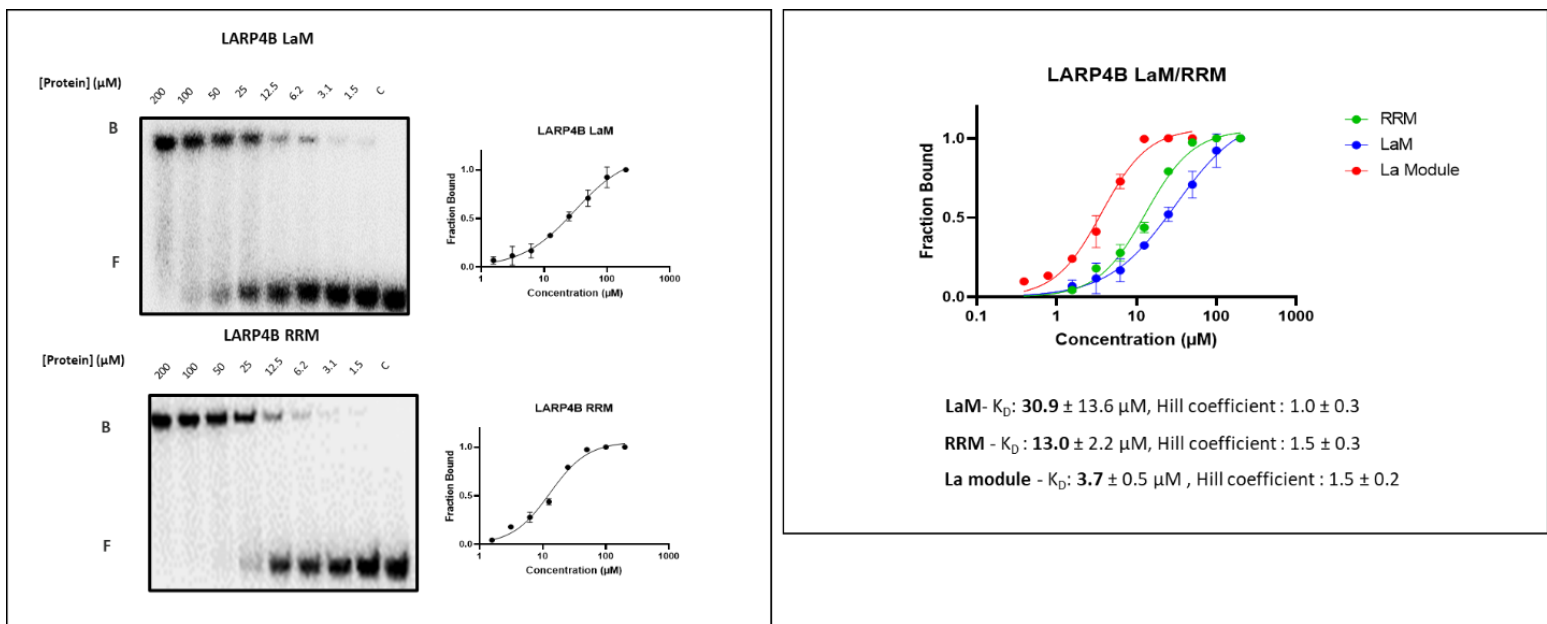 LARP4B LaM
[Protein] (µM)
200 100 50 25 12.5 6.2 3.1 1.5 C
B
F
LARP4B LaM
Fraction Bound
1.0
0.5
0.0
1 10 100 1000
Concentration (µM)
LARP4B RRM
[Protein] (µM)
200 100 50 25 12.5 6.2 3.1 1.5 C
B
F
LARP4B RRM
Fraction Bound
1.0
0.5
0.0
1 10 100 1000
Concentration (µM)
LARP4B LaM/RRM
RRM
LaM
La Module
Fraction Bound
1.0
0.5
0.0
0.1 1 10 100 1000
Concentration (µM)
LaM- KD: 30.9 ± 13.6 µM, Hill coefficient : 1.0 ± 0.3
RRM - KD : 13.0 ± 2.2 µM, Hill coefficient : 1.5 ± 0.3
La module - KD: 3.7 ± 0.5 µM , Hill coefficient : 1.5 ± 0.2